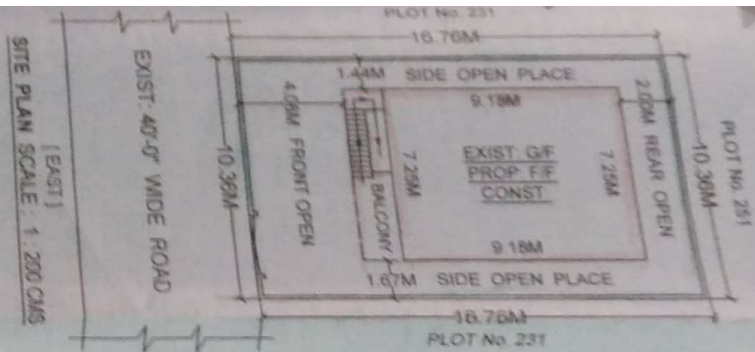 PLOT No. 231
16.76M
1.44M SIDE OPEN PLACE
9.18M
2.00M REAR OPEN
PLOT No. 251
10.36M
7.25M
EXIST: G/F
PROP: F/F
CONST
7.25M
BALCONY
4.09M FRONT OPEN
10.36M
EXIST: 40'-0" WIDE ROAD
[EAST]
SITE PLAN SCALE: 1: 200 CMS
9.18M
1.67M SIDE OPEN PLACE
16.76M
PLOT No. 231